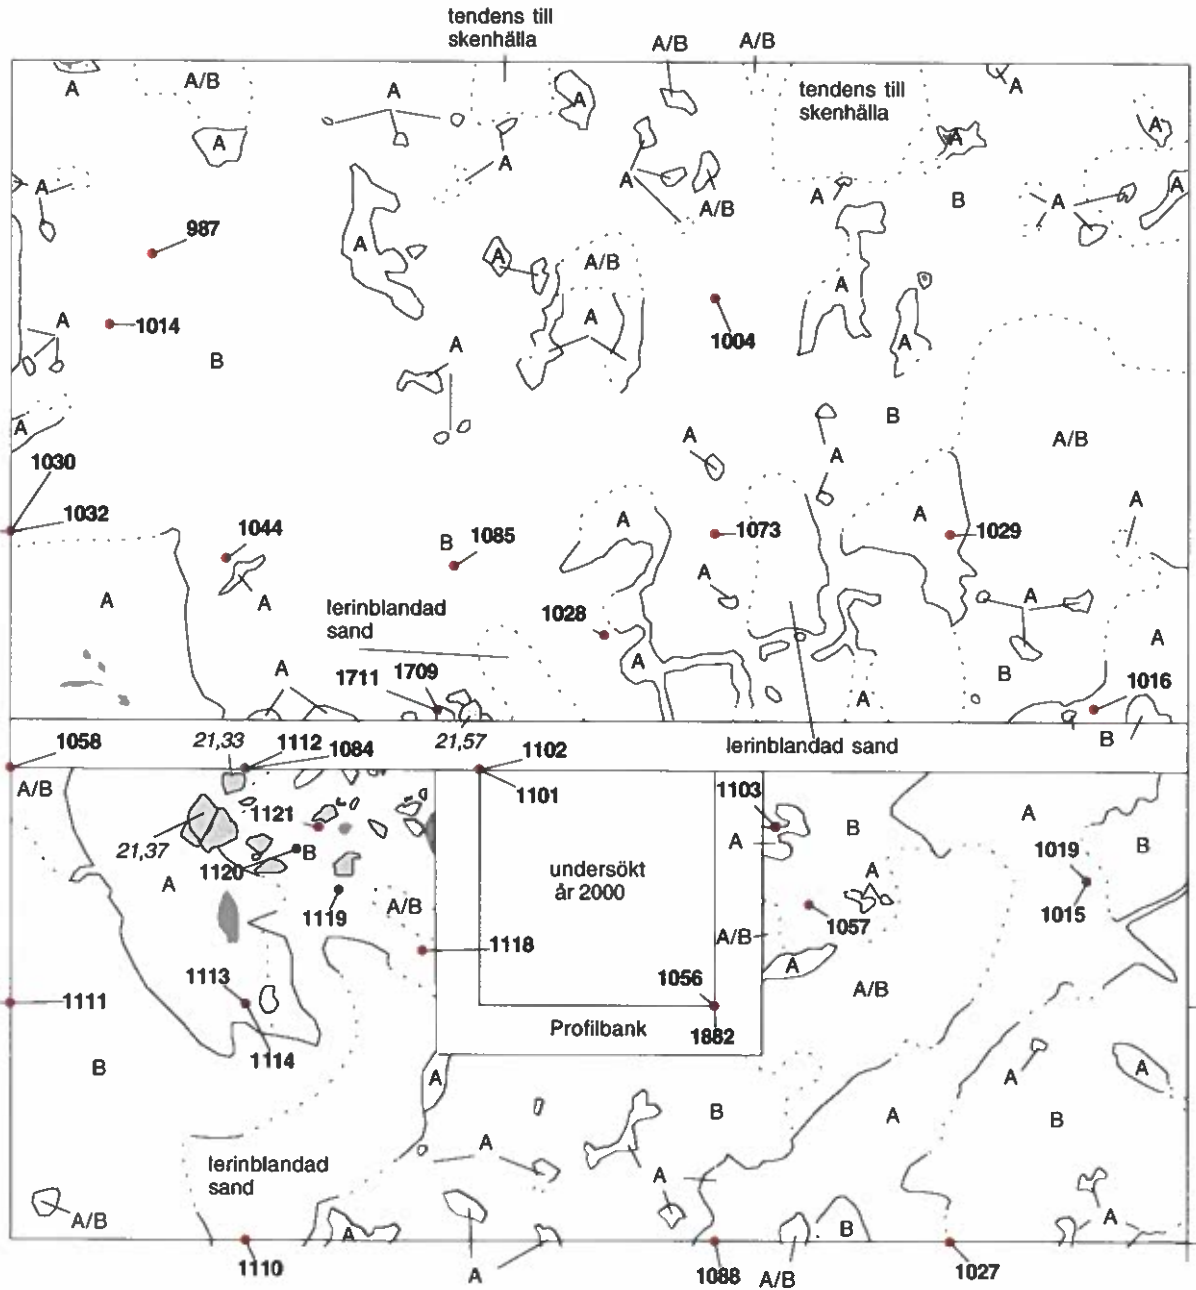 tendens till
skenhälla
A/B
A/B
A
A/B
A
tendens till
skenhälla
A
A
A
A
A
A
A
A
A/B
A
B
A
A
987
A
A
A/B
A
1014
A
B
A
A
1004
A
B
A
A
A
A/B
1030
1032
1044
B
1085
A
1073
A
1029
A
A
A
lerinblandad
sand
1028
A
A
A
A
1711
1709
A
A
B
1016
1058
21,33
1112
1084
21,57
1102
lerinblandad sand
B
A/B
1101
1103
1121
A
B
A
B
21,37
1120
B
A
undersökt
år 2000
A
1019
1119
A/B
1015
1118
A/B
1057
A
1111
1113
1056
A/B
Profilbank
1882
1114
B
A
A
A
B
A
B
A
lerinblandad
sand
A
A/B
A
B
A
1110
A
1088
A/B
1027